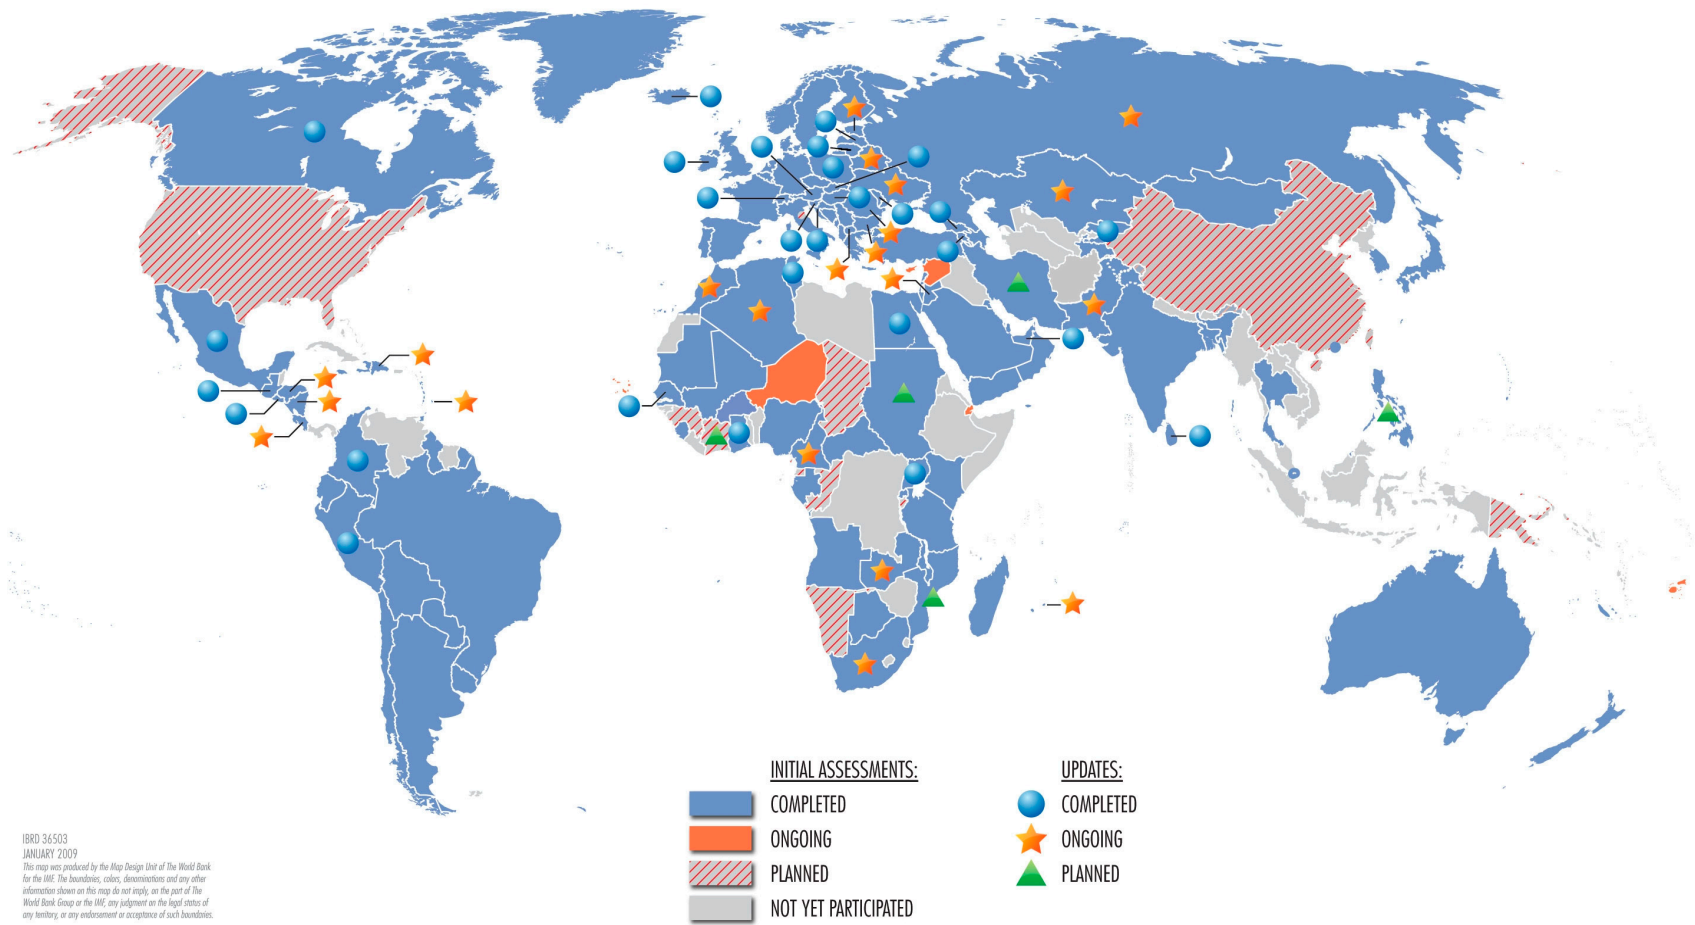 INITIAL ASSESSMENTS:
COMPLETED
ONGOING
PLANNED
NOT YET PARTICIPATED
UPDATES:
COMPLETED
ONGOING
PLANNED
IBRD 36503
JANUARY 2009
This map was produced by the Map Design Unit of The World Bank
for the IMF. The boundaries, colors, denominations and any other
information shown on this map do not imply, on the part of The
World Bank Group or the IMF, any judgment on the legal status of
any territory, or any endorsement or acceptance of such boundaries.